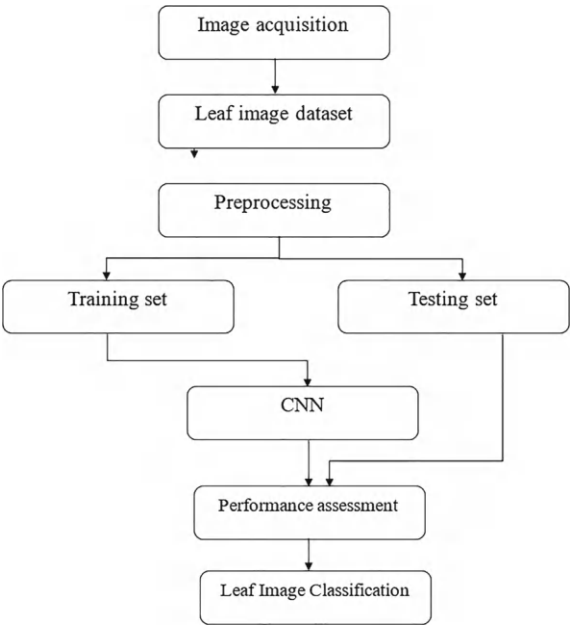 Image acquisition
Leaf image dataset
Preprocessing
Training set
Testing set
CNN
Performance assessment
Leaf Image Classification